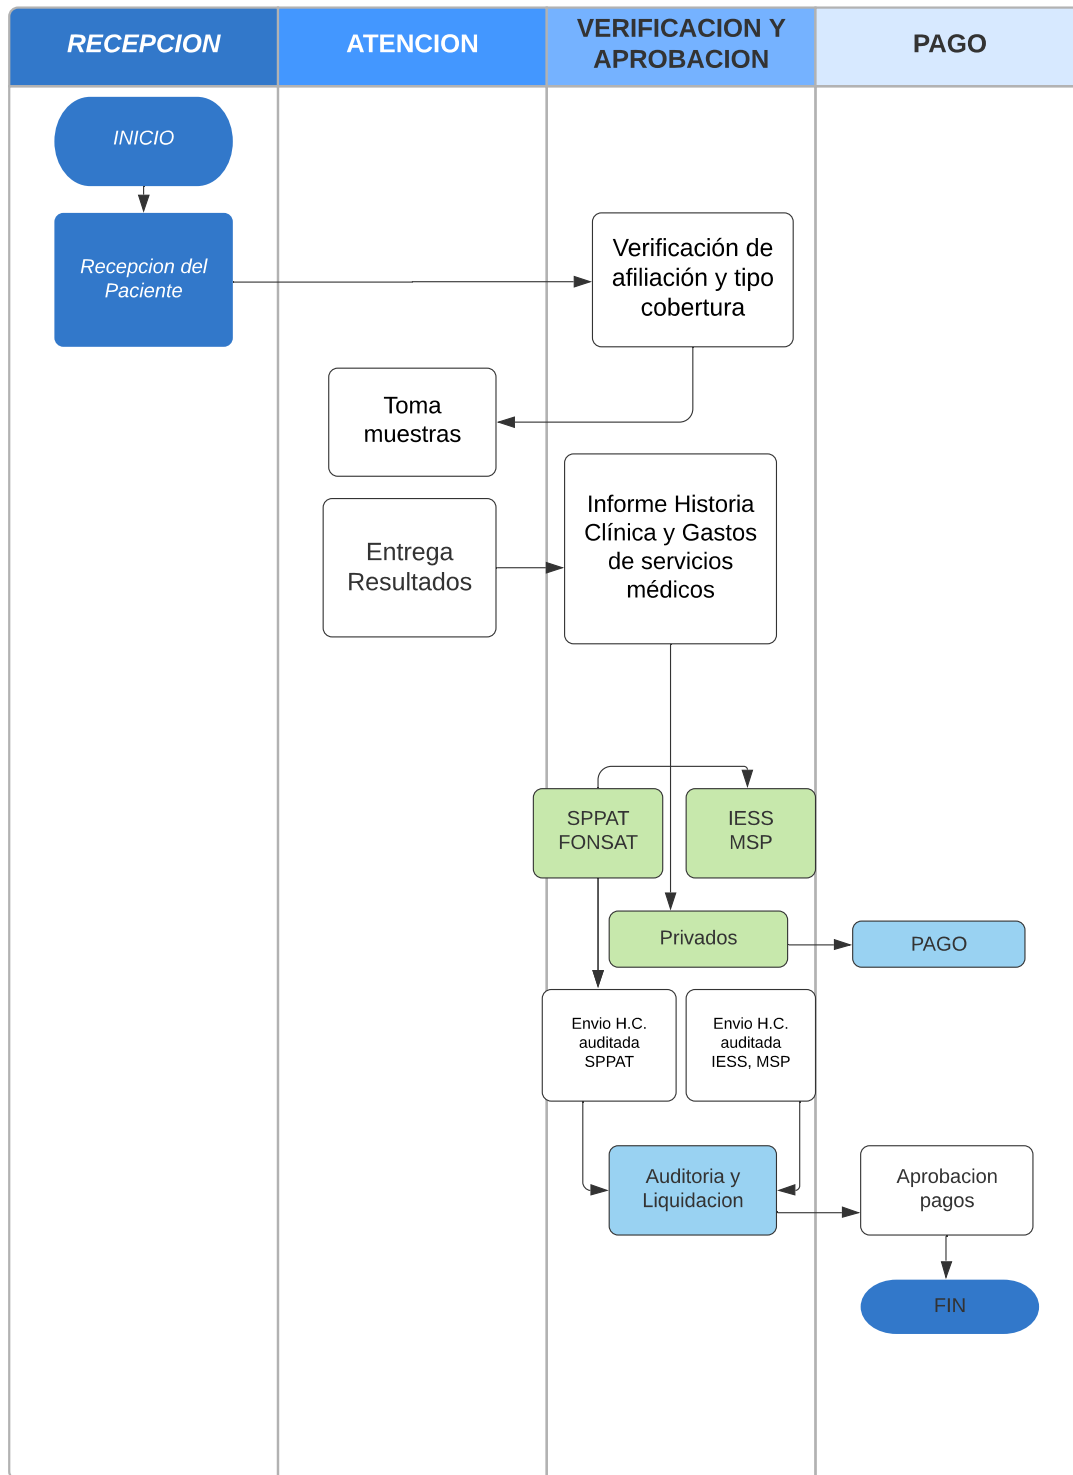 RECEPCION
ATENCION
VERIFICACION Y
APROBACION
PAGO
INICIO
Recepcion del
Paciente
Verificación de
afiliación y tipo
cobertura
Toma
muestras
Informe Historia
Clínica y Gastos
de servicios
médicos
Entrega
Resultados
SPPAT
FONSAT
IESS
MSP
Privados
PAGO
Envio H.C.
auditada
SPPAT
Envio H.C.
auditada
IESS, MSP
Auditoria y
Liquidacion
Aprobacion
pagos
FIN